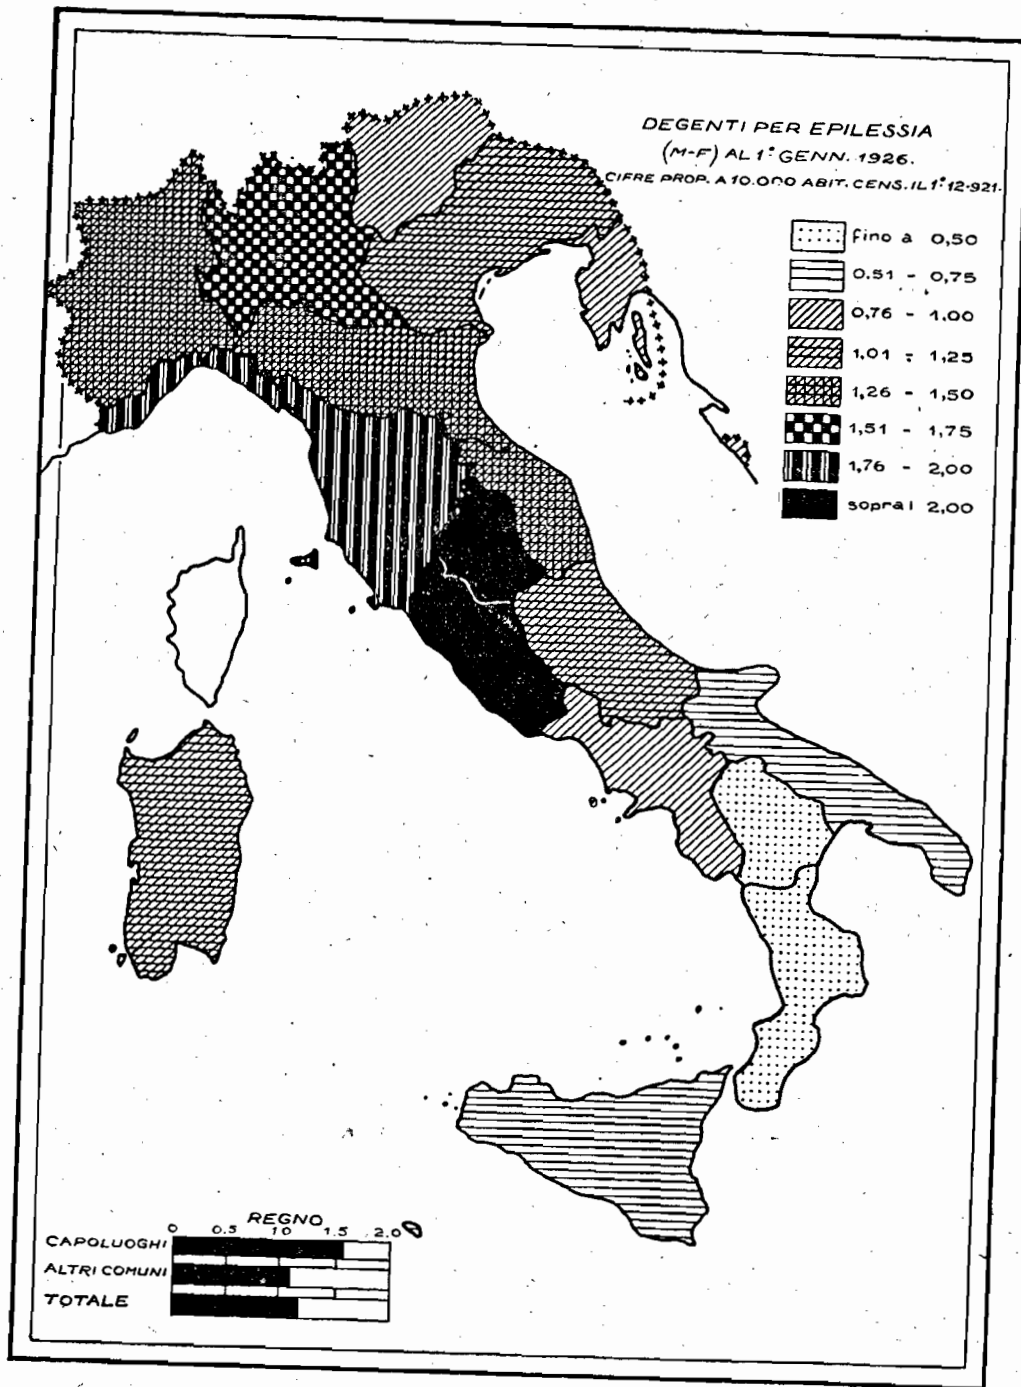 DEGENTI PER EPILESSIA
(M-F) AL 1° GENN. 1926.
CIFRE PROP. A 10.000 ABIT. CENS. IL 1° 12-921.
fino a 0,50
0.51 - 0,75
0,76 - 1.00
1,01 - 1,25
1,26 - 1,50
1,51 - 1,75
1,76 - 2,00
sopra l 2,00
REGNO
0 0.5 10 1.5 2.0
CAPOLUOGHI
ALTRI COMUNI
TOTALE